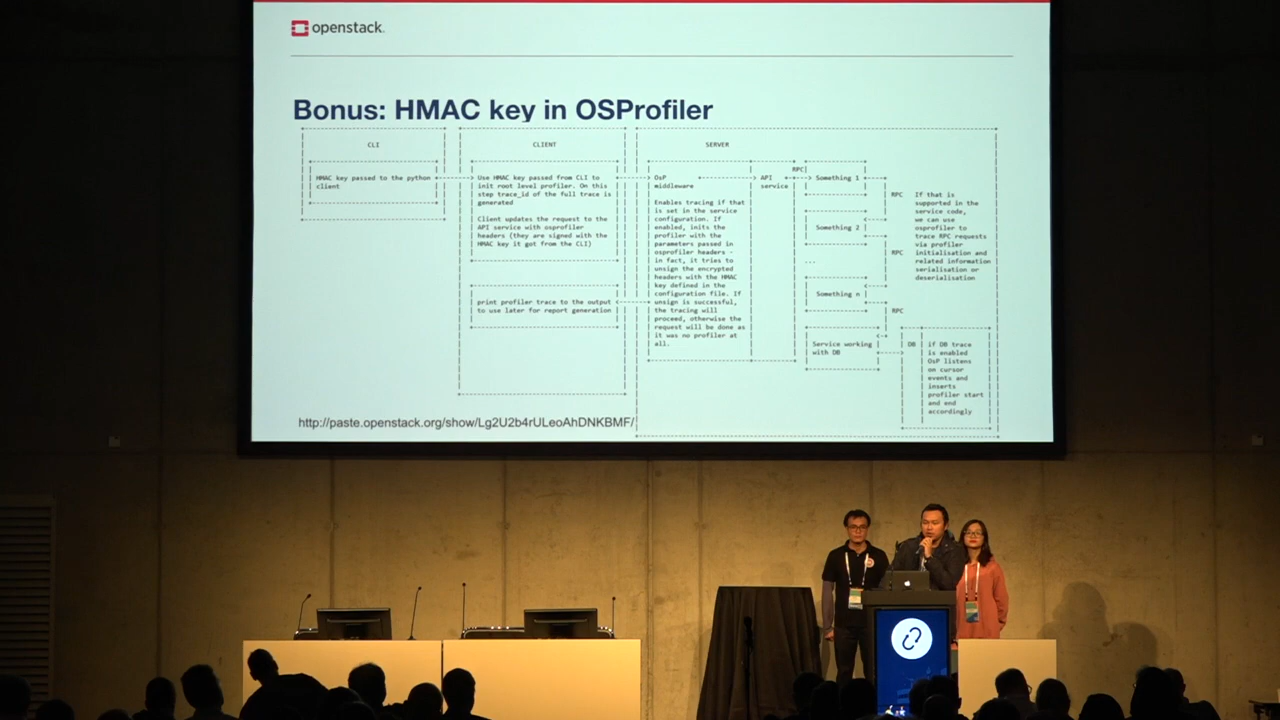 openstack.
Bonus: HMAC key in OSProfiler
CLI
HMAC key passed to the python
client
CLIENT
Use HMAC key passed from CLI to
init root level profiler. On this
step trace_id of the full trace is
generated
Client updates the request to the
API service with osprofiler
headers (they are signed with the
HMAC key it got from the CLI)
print profiler trace to the output
to use later for report generation
SERVER
OsP
middleware
Enables tracing if that
is set in the service
configuration. If
enabled, inits the
profiler with the
parameters passed in
osprofiler headers -
in fact, it tries to
unsign the encrypted
headers with the HMAC
key defined in the
configuration file. If
unsign is successful,
the tracing will
proceed, otherwise the
request will be done as
it was no profiler at
all.
API
service
RPC
Something 1
Something 2
...
Something n
Service working
with DB
RPC
RPC
RPC
If that is
supported in the
service code,
we can use
osprofiler to
trace RPC requests
via profiler
initialisation and
related information
serialisation or
deserialisation
DB
if DB trace
is enabled
OsP listens
on cursor
events and
inserts
profiler start
and end
accordingly
http://paste.openstack.org/show/Lg2U2b4rULeoAhDNKBMF/